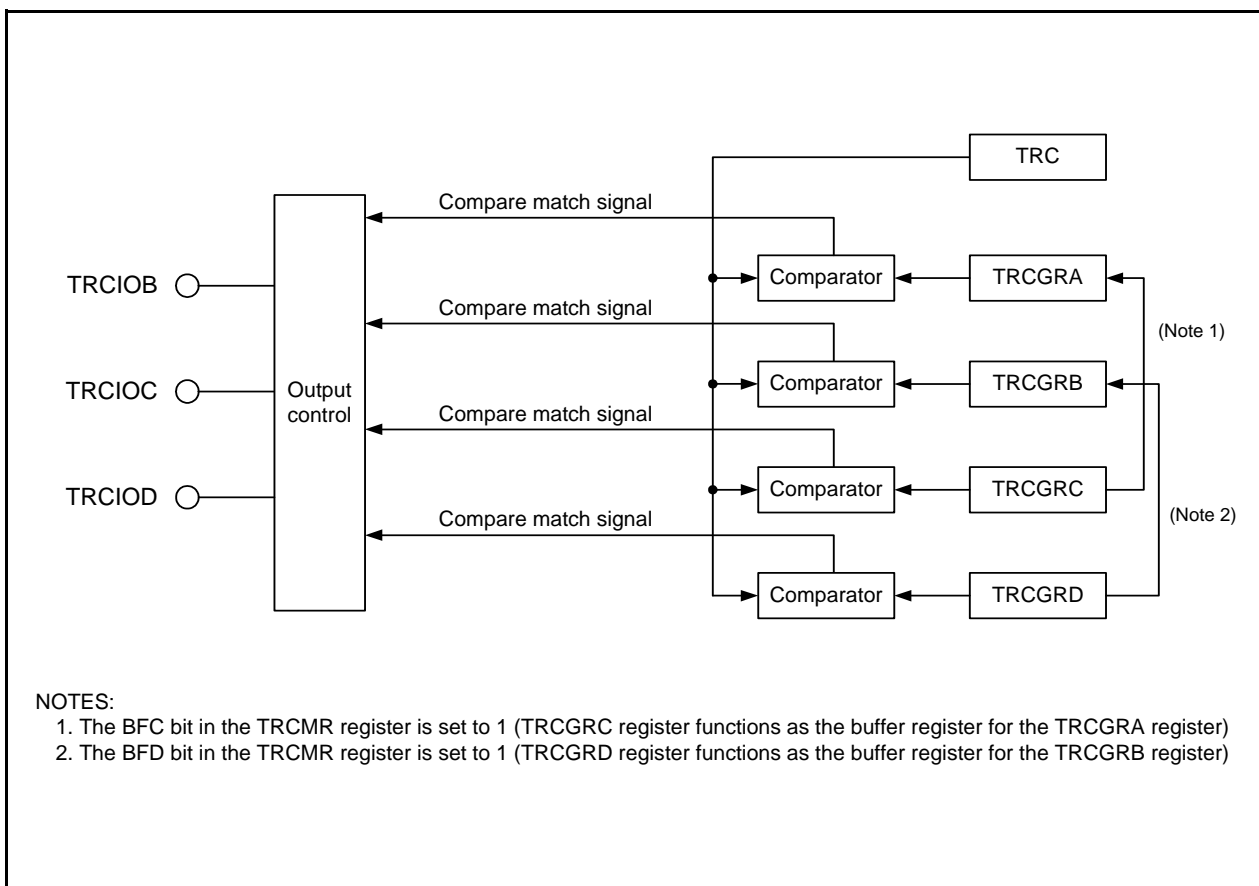 TRC
Compare match signal
Comparator
TRCGRA
TRCIOB
(Note 1)
Compare match signal
Comparator
TRCGRB
TRCIOC
Output
control
Compare match signal
Comparator
TRCGRC
TRCIOD
(Note 2)
Compare match signal
Comparator
TRCGRD
NOTES:
1. The BFC bit in the TRCMR register is set to 1 (TRCGRC register functions as the buffer register for the TRCGRA register)
2. The BFD bit in the TRCMR register is set to 1 (TRCGRD register functions as the buffer register for the TRCGRB register)